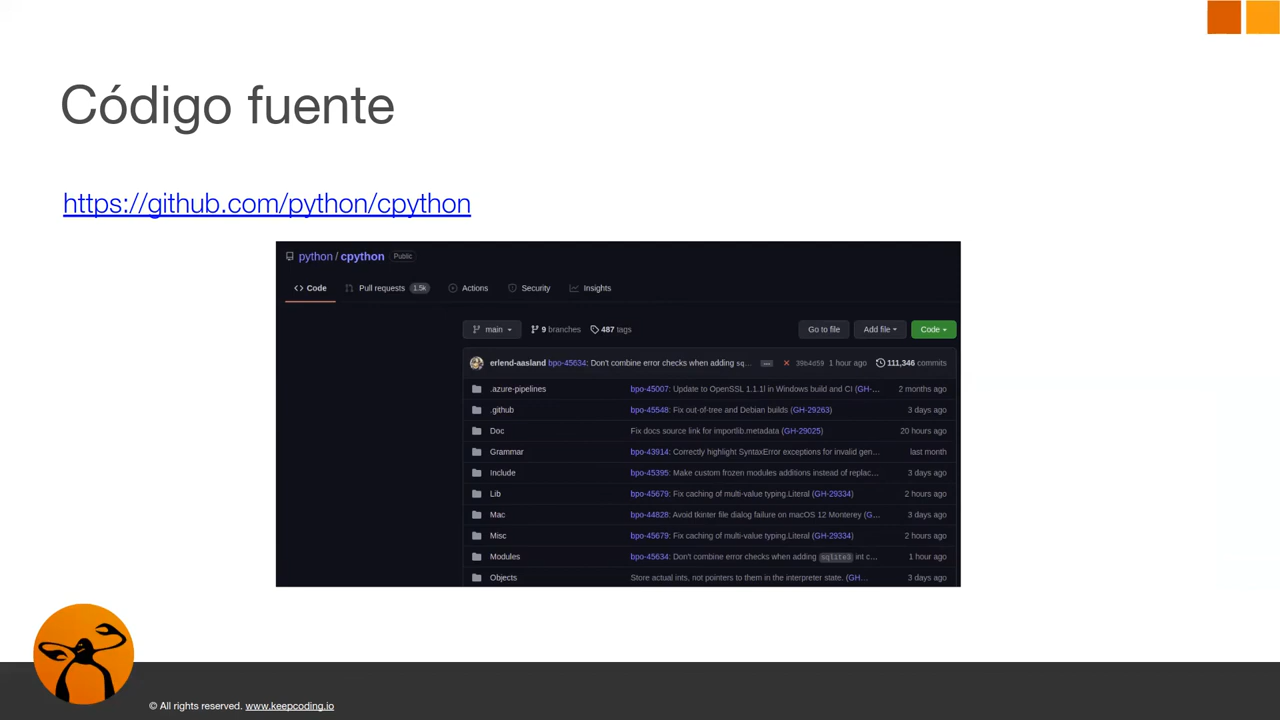 Código fuente
https://github.com/python/cpython
python / cpython Public
<> Code Pull requests 1.5k Actions Security Insights
main 9 branches 487 tags Go to file Add file Code
erlend-aasland bpo-45634: Don't combine error checks when adding sq... ... × 39b4d59 1 hour ago 111,346 commits
.azure-pipelines bpo-45007: Update to OpenSSL 1.1.1l in Windows build and CI (GH-... 2 months ago
.github bpo-45548: Fix out-of-tree and Debian builds (GH-29263) 3 days ago
Doc Fix docs source link for importlib.metadata (GH-29025) 20 hours ago
Grammar bpo-43914: Correctly highlight SyntaxError exceptions for invalid gen... last month
Include bpo-45395: Make custom frozen modules additions instead of replac... 3 days ago
Lib bpo-45679: Fix caching of multi-value typing.Literal (GH-29334) 2 hours ago
Mac bpo-44828: Avoid tkinter file dialog failure on macOS 12 Monterey (G... 3 days ago
Misc bpo-45679: Fix caching of multi-value typing.Literal (GH-29334) 2 hours ago
Modules bpo-45634: Don't combine error checks when adding sqlite3 int c... 1 hour ago
Objects Store actual ints, not pointers to them in the interpreter state. (GH... 3 days ago
© All rights reserved. www.keepcoding.io